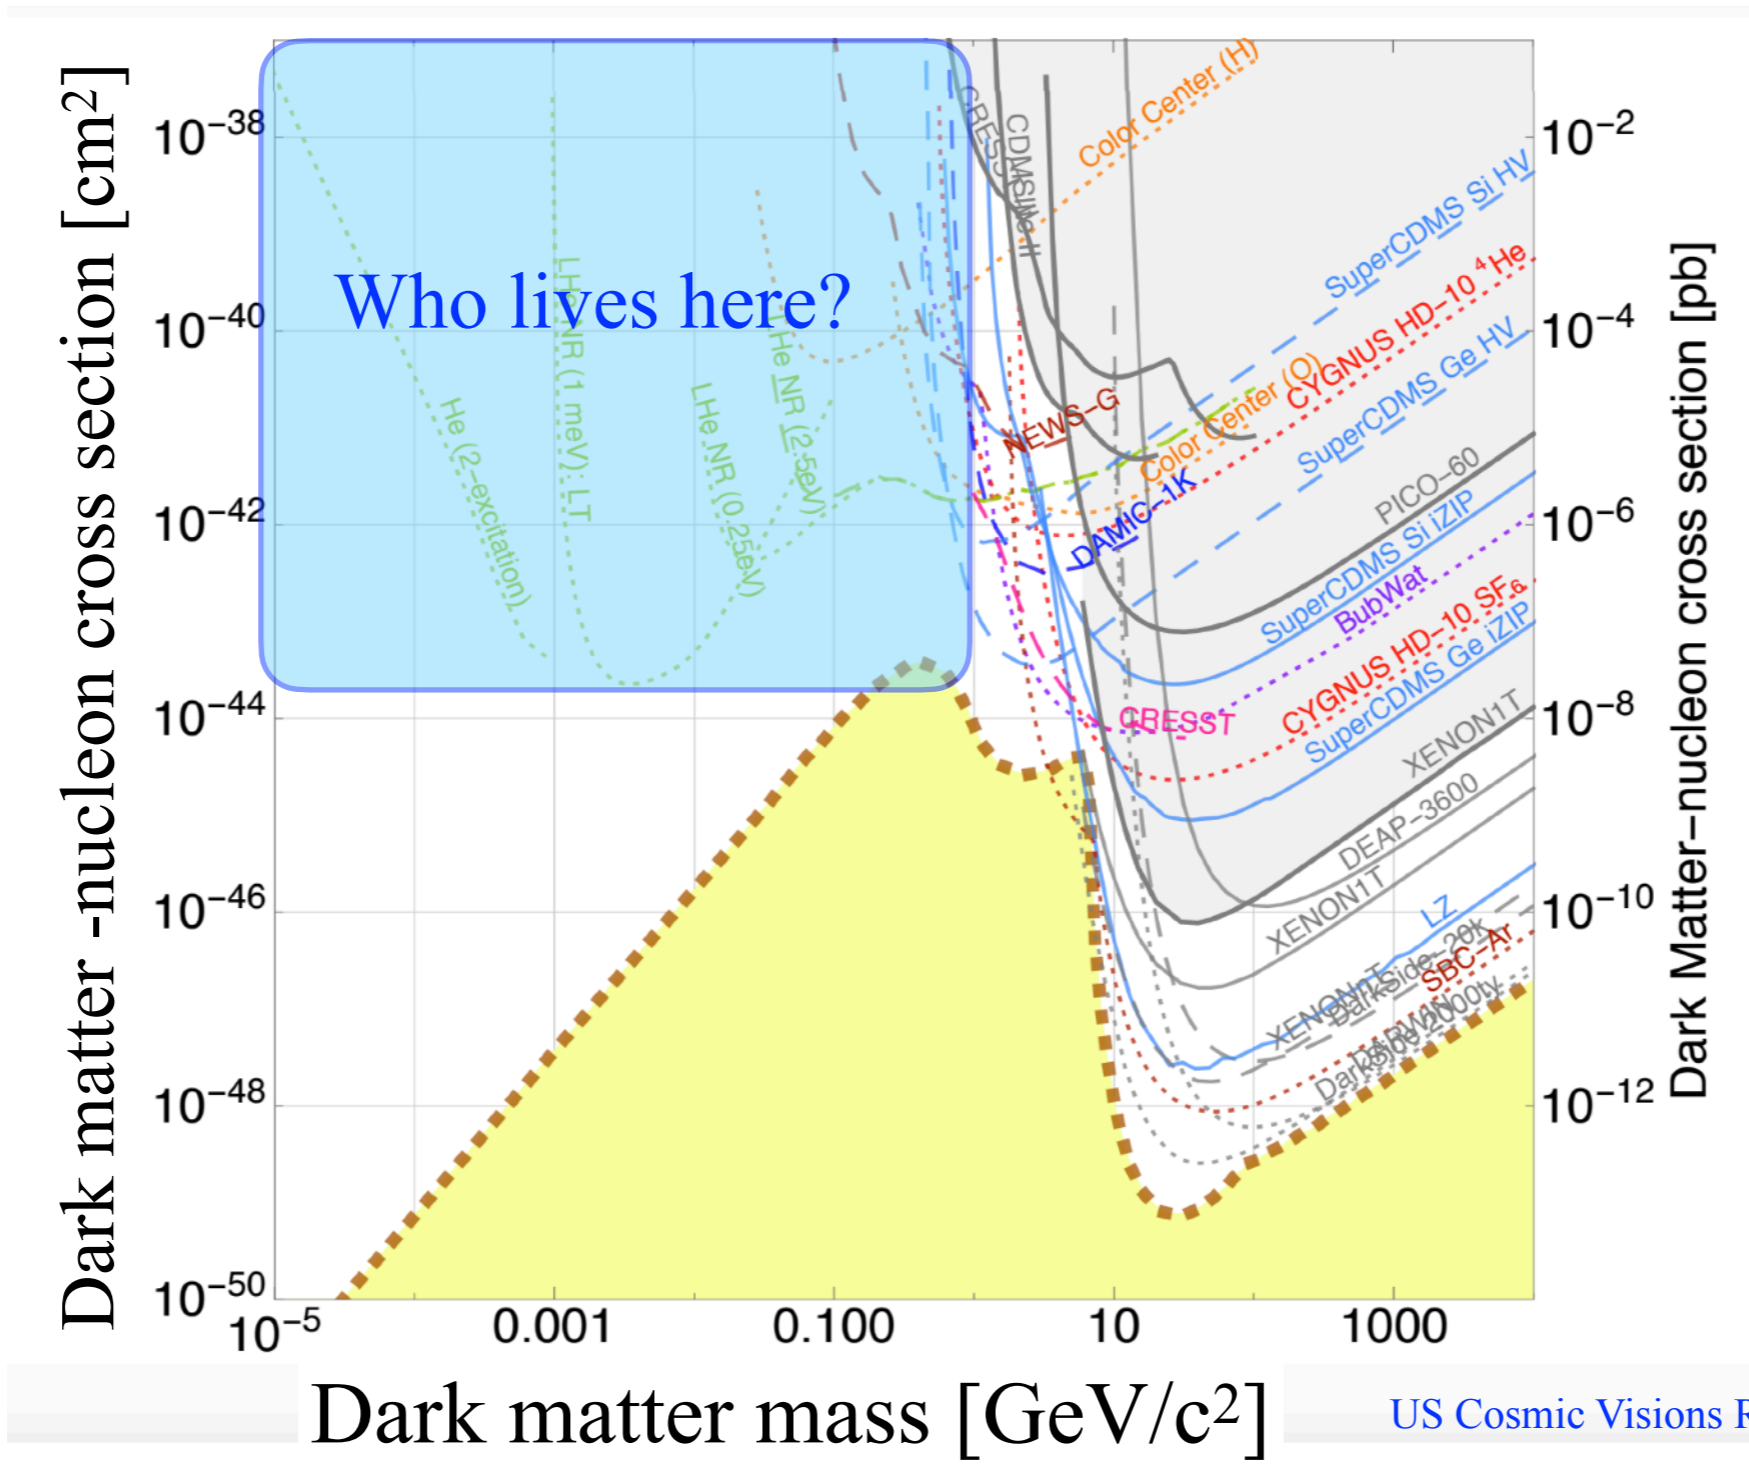 Dark matter -nucleon cross section [cm²]
10−38
10−40
10−42
10−44
10−46
10−48
10−50
10−5
0.001
0.100
10
1000
Dark matter mass [GeV/c2]
10−2
10−4
10−6
10−8
10−10
10−12
Dark Matter−nucleon cross section [pb]
Who lives here?
He (2−excitation)
LHe NR (1 meV); LT
LHe NR (0.25eV)
LHe NR (2.5eV)
CDMSlite II
Color Center (H)
SuperCDMS Si HV
CYGNUS HD−10 ⁴He
SuperCDMS Ge HV
Color Center (O)
NEWS−G
DAMIC−1K
PICO−60
SuperCDMS Si iZIP
BubWat
CYGNUS HD−10 SF₆
SuperCDMS Ge iZIP
CRESST
XENON1T
DEAP−3600
XENON1T
LZ
XENONnT
DarkSide−20k
SBC−Ar
DARWIN
US Cosmic Visions